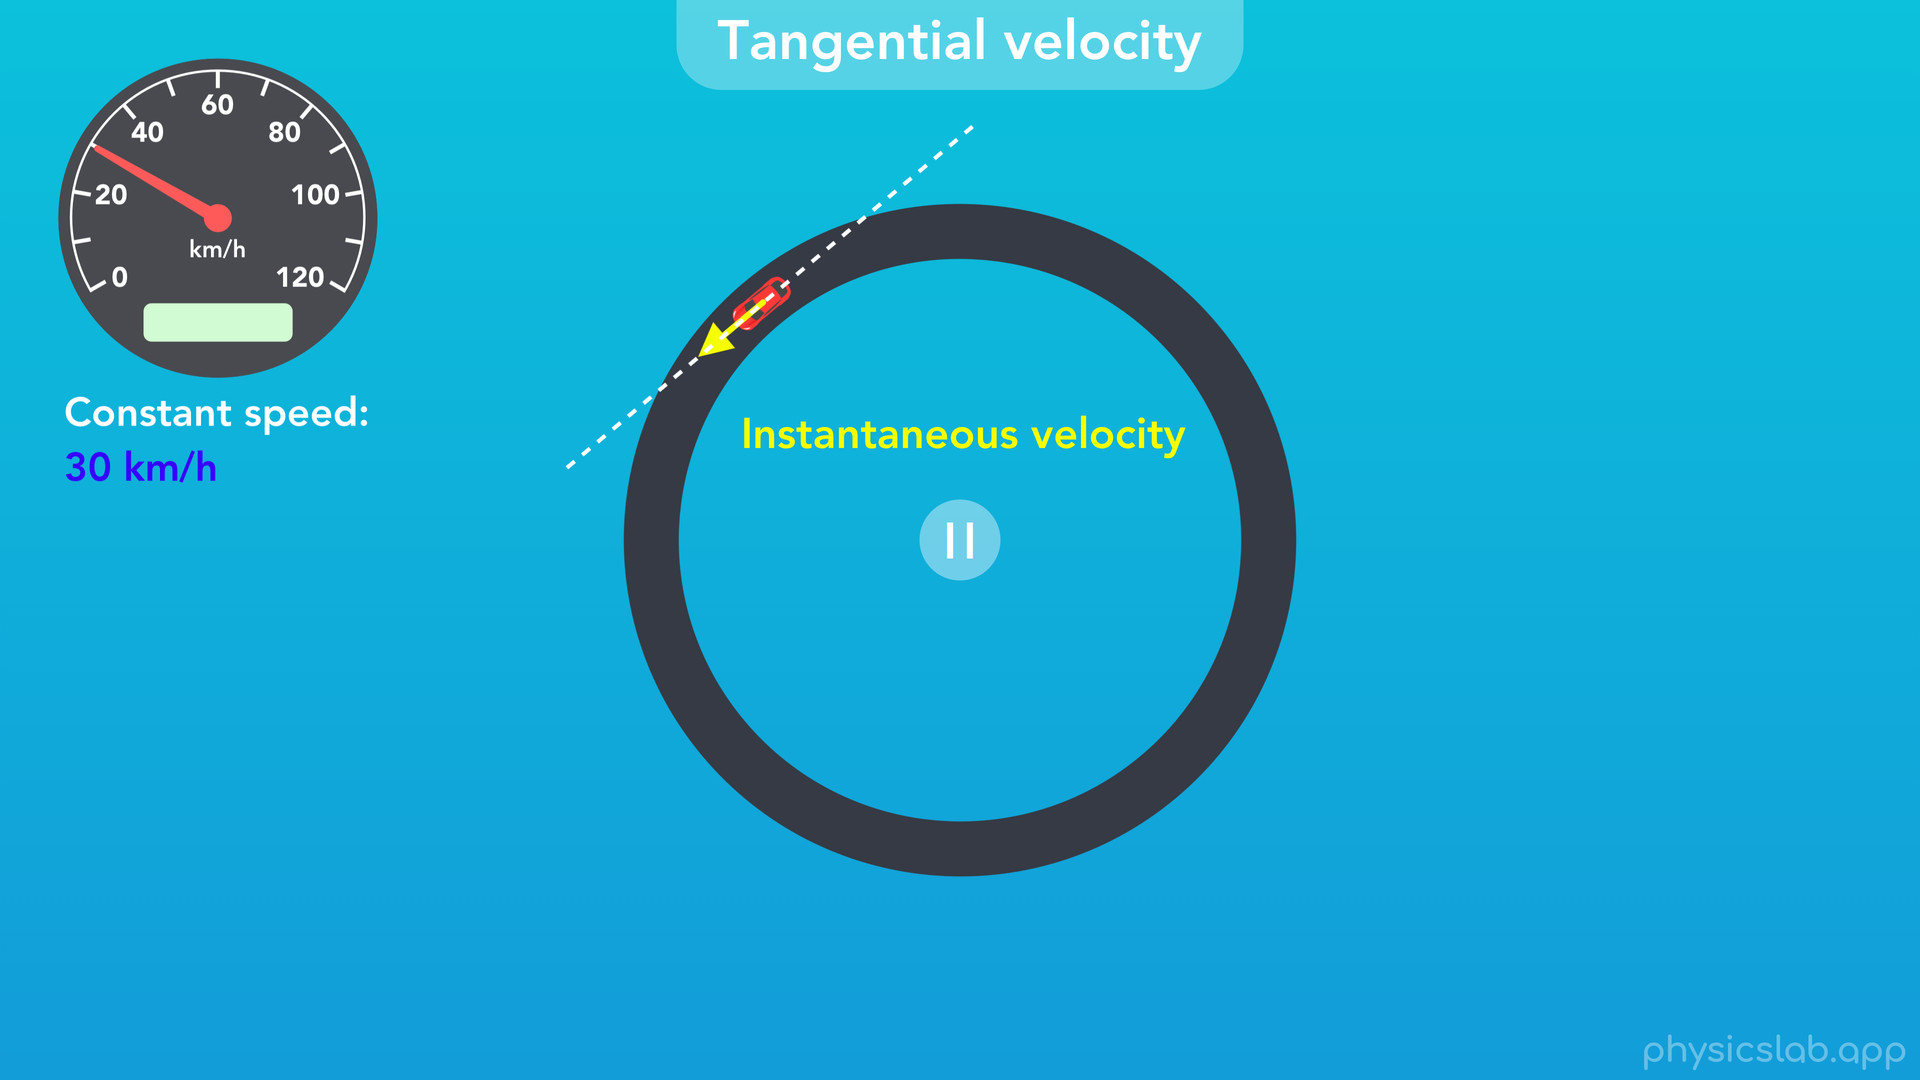 Tangential velocity
60
40
80
20
100
km/h
0
120
Constant speed:
30 km/h
Instantaneous velocity
physicslab.app